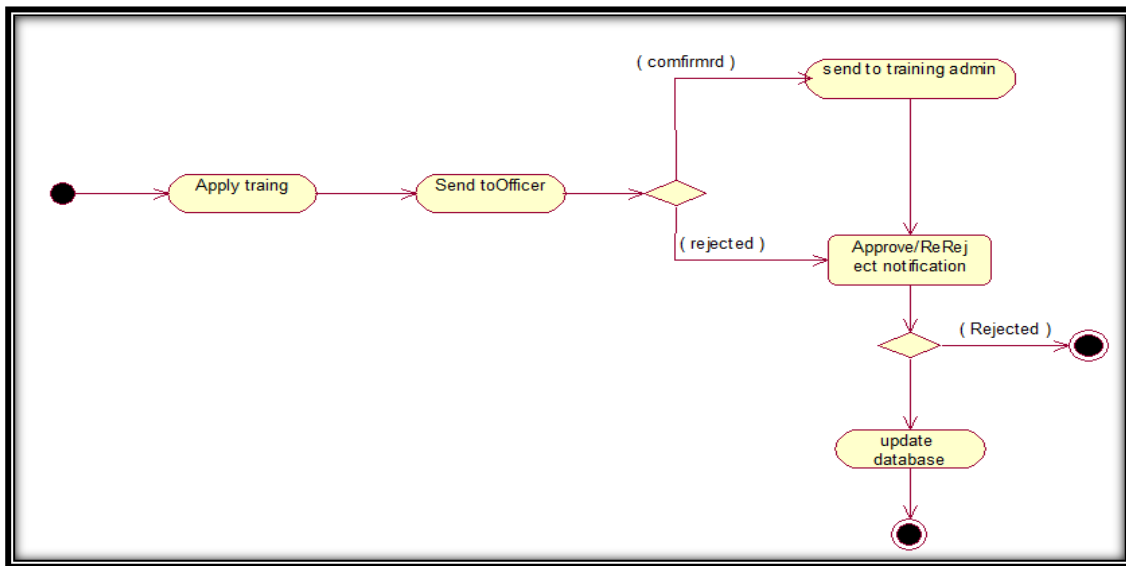 ( comfirmrd )
send to training admin
Apply traing
Send toOfficer
( rejected )
Approve/ReRej
ect notification
( Rejected )
update
database